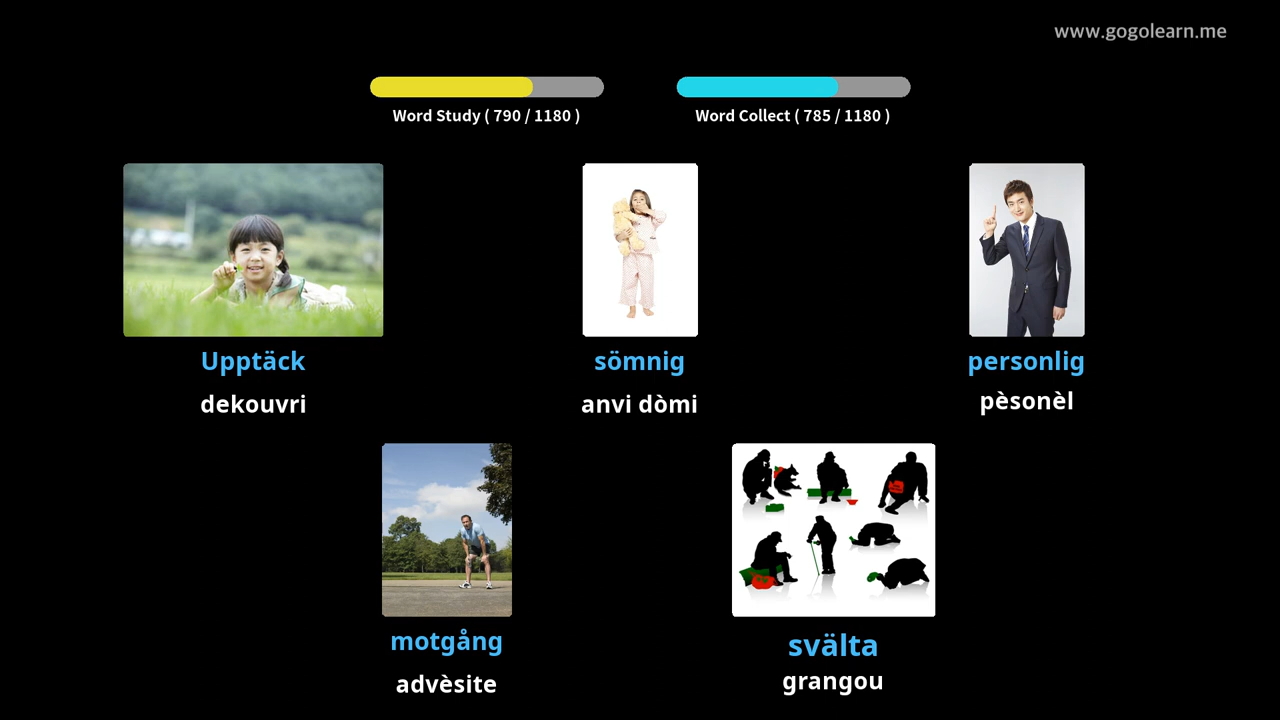 www.gogolearn.me
Word Study ( 790 / 1180 )
Word Collect ( 785 / 1180 )
Upptäck
sömnig
personlig
dekouvri
anvi dòmi
pèsonèl
motgång
svälta
advèsite
grangou